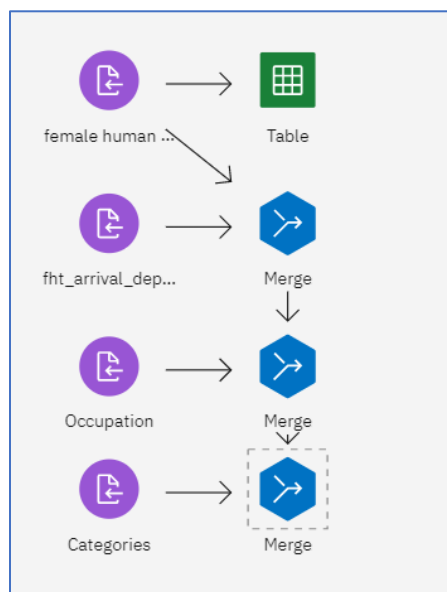 female human ...
Table
fht_arrival_dep...
Merge
Occupation
Merge
Categories
Merge